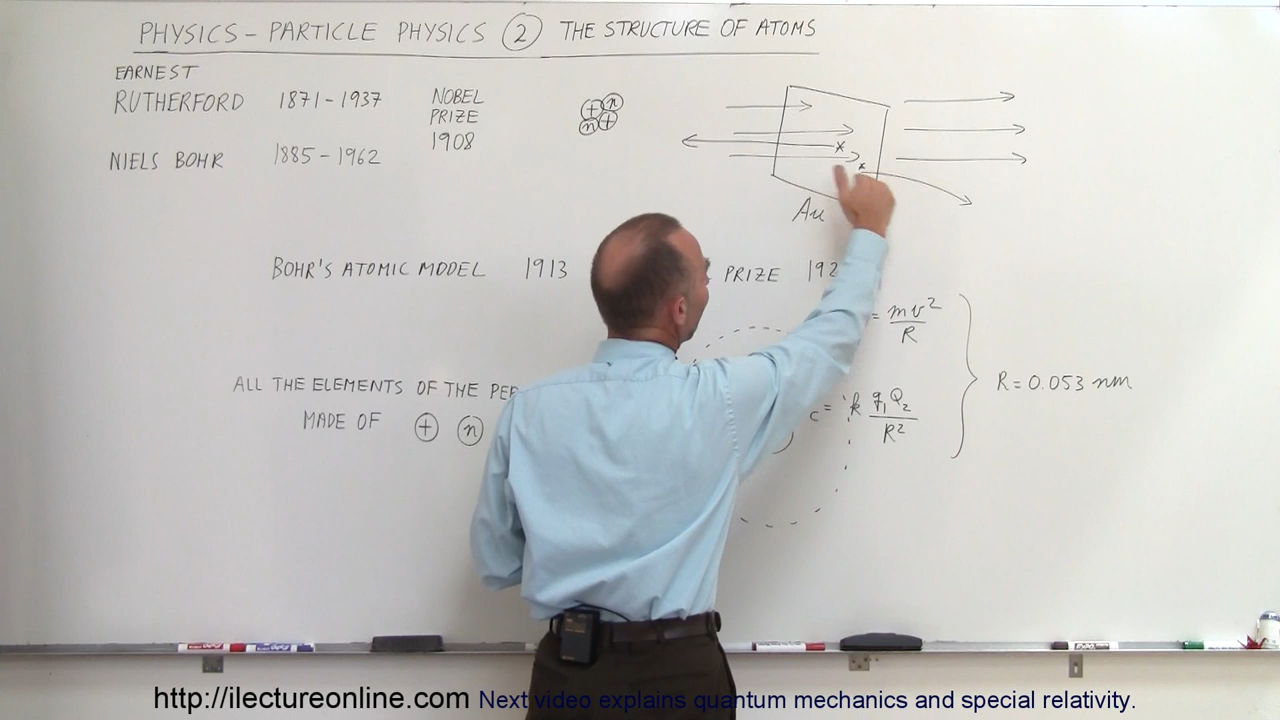 PHYSICS - PARTICLE PHYSICS ② THE STRUCTURE OF ATOMS
EARNEST
RUTHERFORD 1871 - 1937 NOBEL PRIZE 1908
NIELS BOHR 1885 - 1962
+ n
n +
Au
BOHR'S ATOMIC MODEL 1913 PRIZE 192
= mv²/R
R = 0.053 nm
ALL THE ELEMENTS OF THE PER
MADE OF + n
c = k q₁Q₂/R²
http://ilectureonline.com Next video explains quantum mechanics and special relativity.